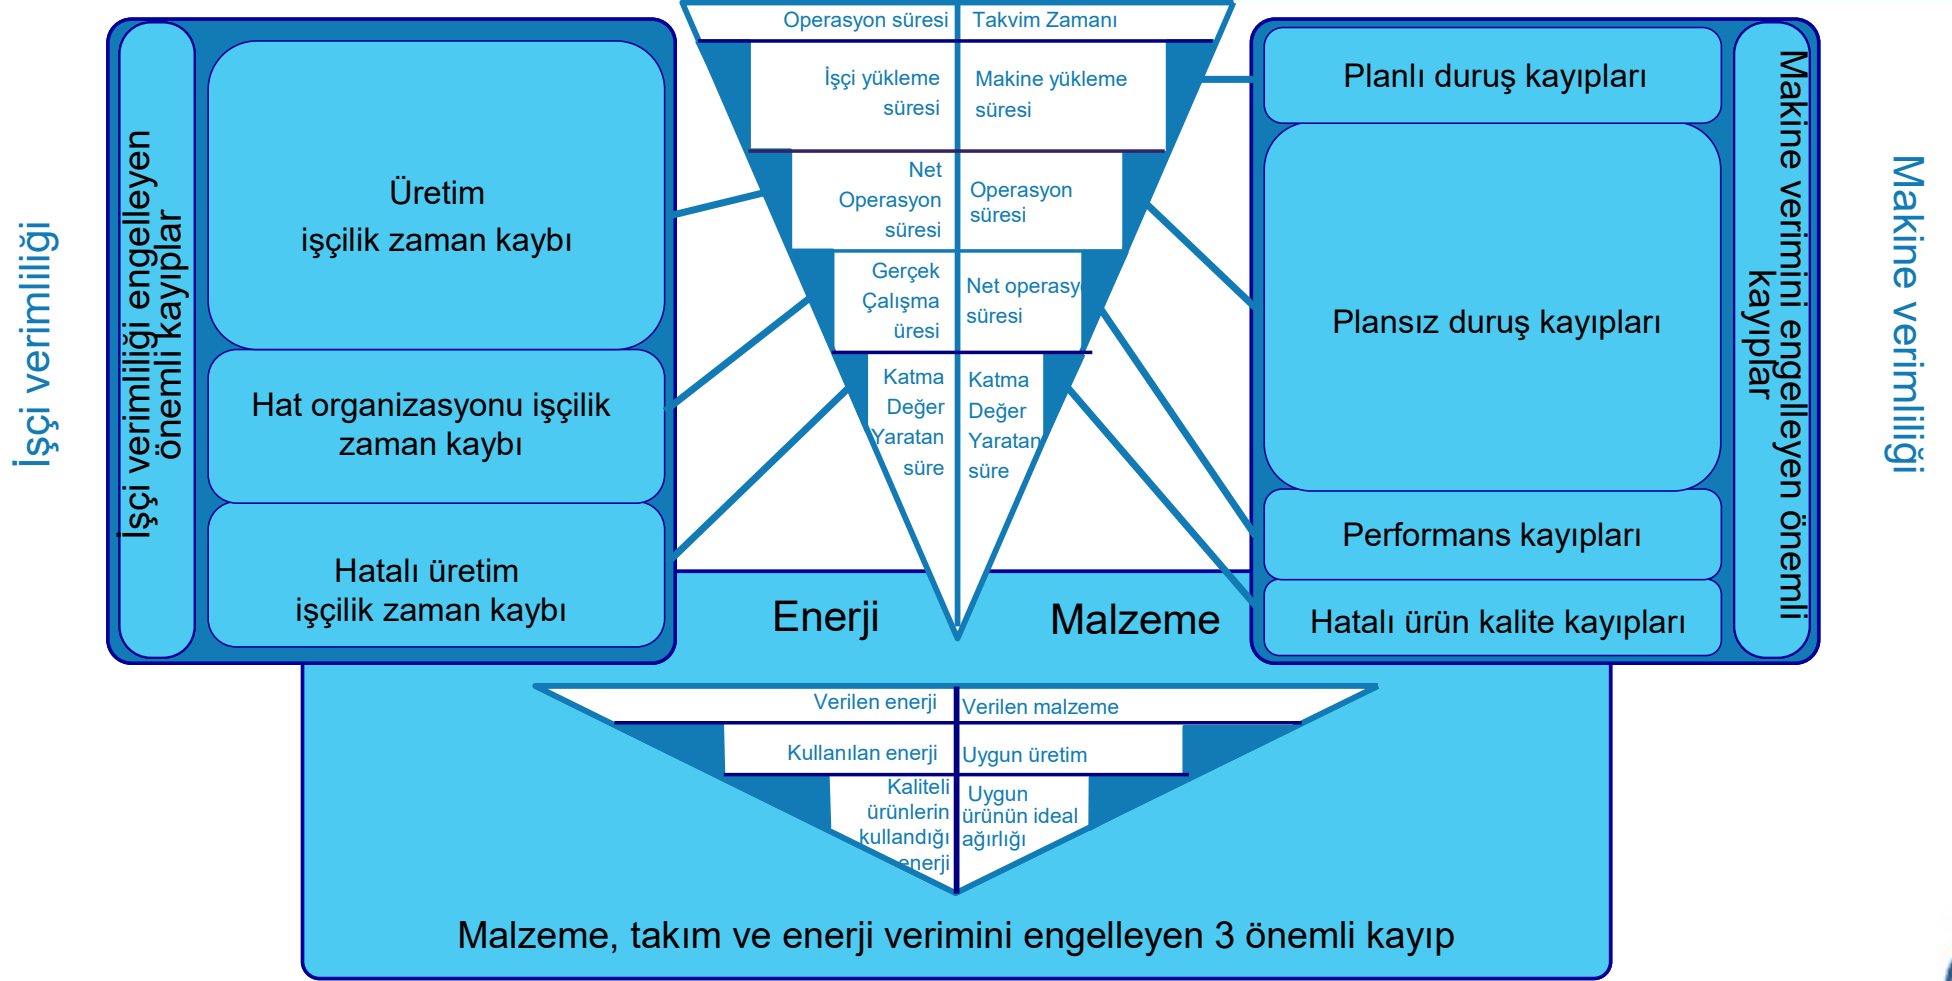 İşçi verimliliği
İşçi verimliliği engelleyen
önemli kayıplar
Üretim
işçilik zaman kaybı
Hat organizasyonu işçilik
zaman kaybı
Hatalı üretim
işçilik zaman kaybı
Operasyon süresi
Takvim Zamanı
İşçi yükleme
süresi
Makine yükleme
süresi
Net
Operasyon
süresi
Operasyon
süresi
Gerçek
Çalışma
üresi
Net operasy
süresi
Katma
Değer
Yaratan
süre
Katma
Değer
Yaratan
süre
Planlı duruş kayıpları
Plansız duruş kayıpları
Performans kayıpları
Hatalı ürün kalite kayıpları
Makine verimini engelleyen önemli
kayıplar
Makine verimliliği
Enerji
Malzeme
Verilen enerji
Verilen malzeme
Kullanılan enerji
Uygun üretim
Kaliteli
ürünlerin
kullandığı
enerji
Uygun
ürünün ideal
ağırlığı
Malzeme, takım ve enerji verimini engelleyen 3 önemli kayıp